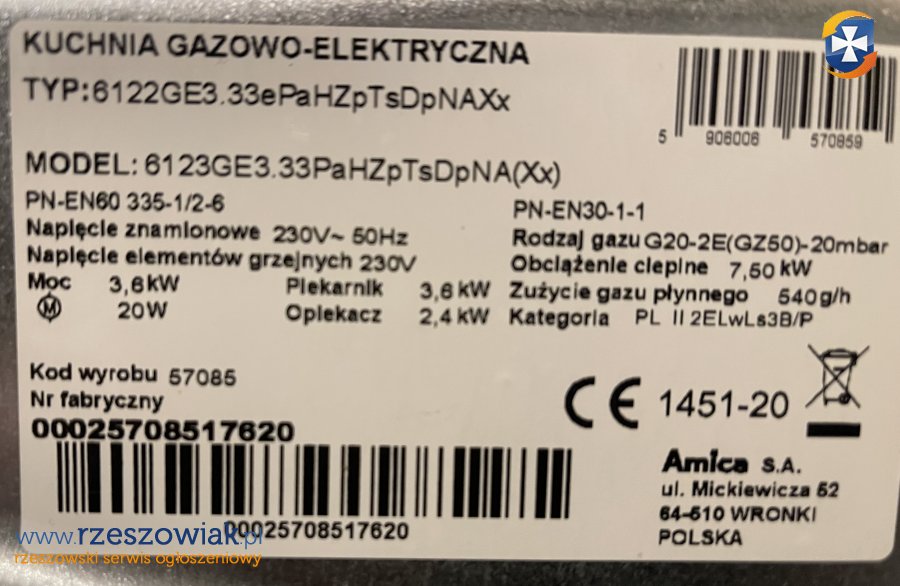 KUCHNIA GAZOWO-ELEKTRYCZNA
TYP:6122GE3.33ePaHZpTsDpNAXx
5 906006 570859
MODEL: 6123GE3.33PaHZpTsDpNA(Xx)
PN-EN60 335-1/2-6
Napięcie znamionowe 230V~ 50Hz
Napięcie elementów grzejnych 230V
Moc 3,6kW Piekarnik 3,6 kW
M 20W Opiekacz 2,4 kW
PN-EN30-1-1
Rodzaj gazu G20-2E(GZ50)-20mbar
Obciążenie cieplne 7,50 kW
Zużycie gazu płynnego 540g/h
Kategoria PL II 2ELwLs3B/P
Kod wyrobu 57085
Nr fabryczny
00025708517620
00025708517620
CE 1451-20
Amica S.A.
ul. Mickiewicza 52
64-510 WRONKI
POLSKA
www.rzeszowiak.pl
rzeszowski serwis ogłoszeniowy